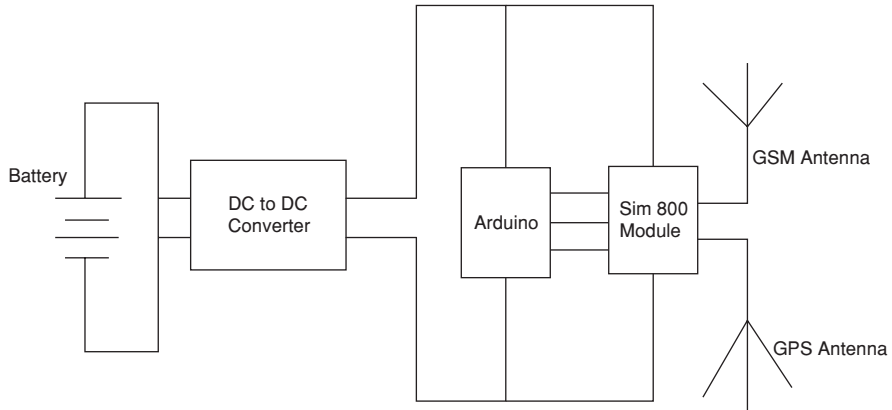 Battery
DC to DC
Converter
Arduino
Sim 800
Module
GSM Antenna
GPS Antenna